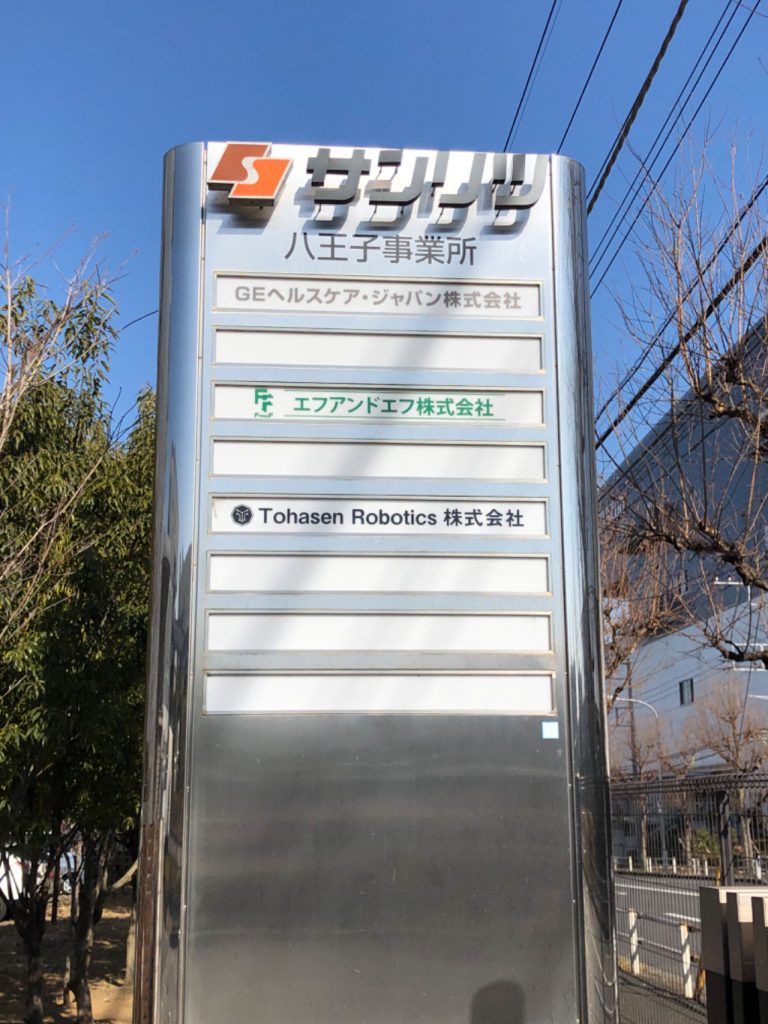 サンリツ
八王子事業所
GEヘルスケア・ジャパン株式会社
エフアンドエフ株式会社
Tohasen Robotics 株式会社